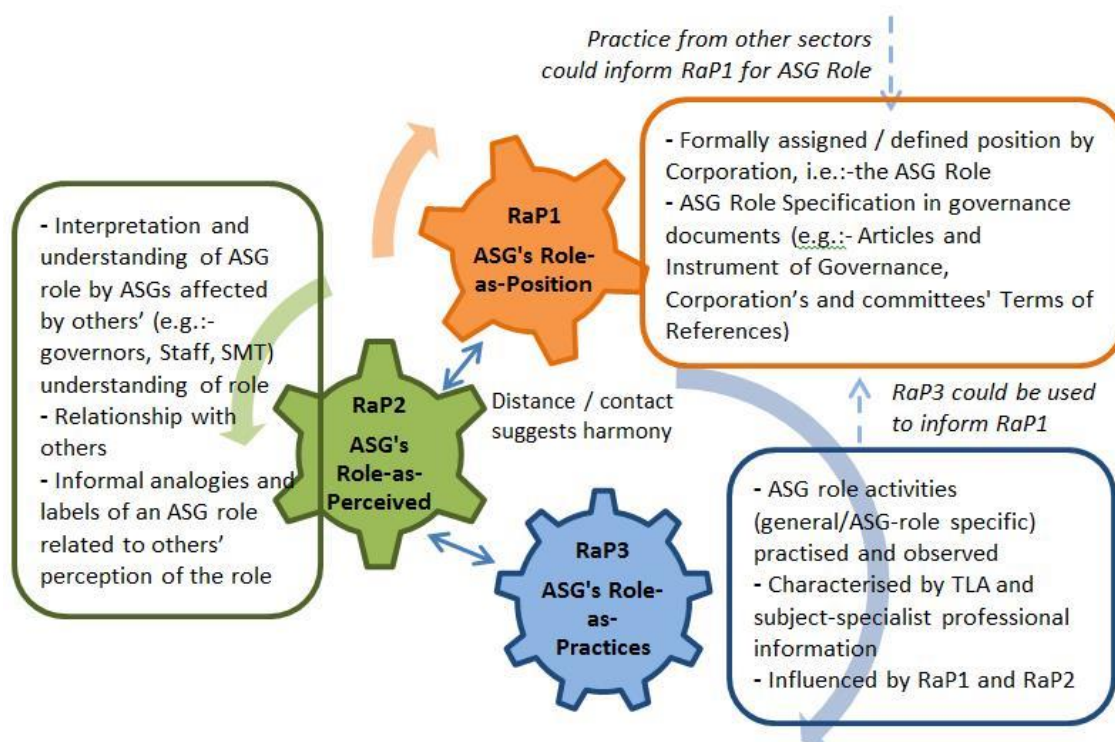 Practice from other sectors
could inform RaP1 for ASG Role
- Formally assigned / defined position by
Corporation, i.e.:-the ASG Role
- ASG Role Specification in governance
documents (e.g.:- Articles and
Instrument of Governance,
Corporation's and committees' Terms of
References)
RaP1
ASG's Role-
as-Position
- Interpretation and
understanding of ASG
role by ASGs affected
by others' (e.g.:-
governors, Staff, SMT)
understanding of role
- Relationship with
others
- Informal analogies and
labels of an ASG role
related to others'
perception of the role
RaP2
ASG's
Role-as-
Perceived
Distance / contact
suggests harmony
RaP3 could be used
to inform RaP1
RaP3
ASG's Role-
as-
Practices
- ASG role activities
(general/ASG-role specific)
practised and observed
- Characterised by TLA and
subject-specialist professional
information
- Influenced by RaP1 and RaP2